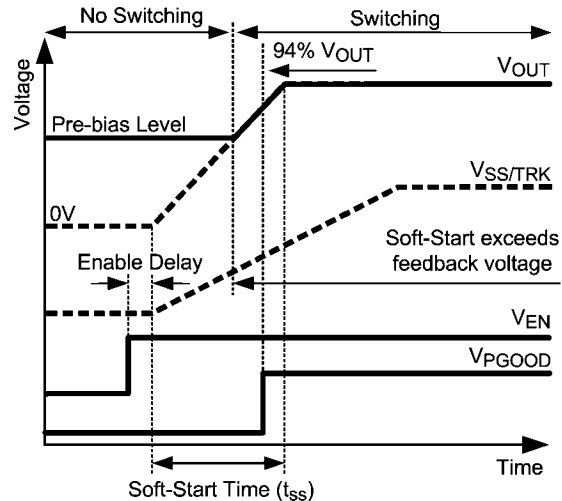 No Switching
Switching
94% VOUT
VOUT
Voltage
Pre-bias Level
VSS/TRK
0V
Enable Delay
Soft-Start exceeds
feedback voltage
VEN
VPGOOD
Time
Soft-Start Time (tSS)